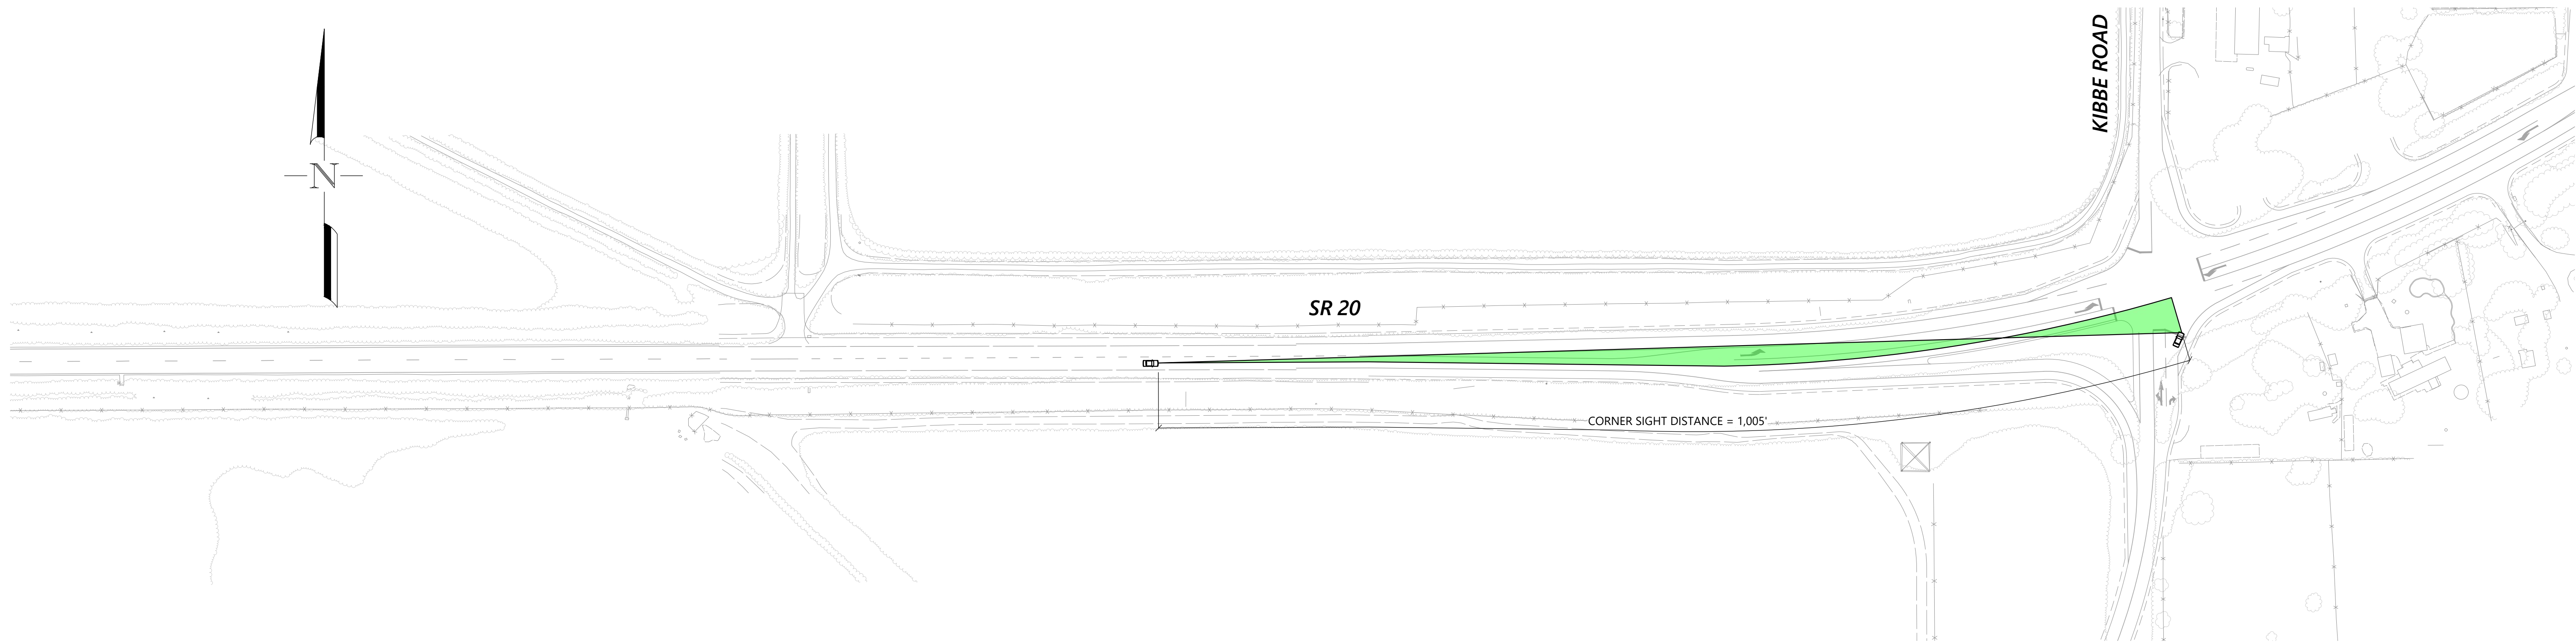 KIBBE ROAD
N
SR 20
CORNER SIGHT DISTANCE = 1,005'